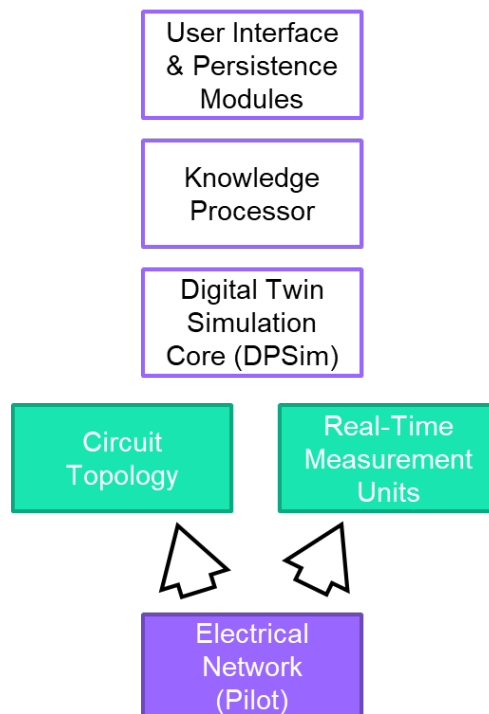 User Interface
& Persistence
Modules
Knowledge
Processor
Digital Twin
Simulation
Core (DPSim)
Circuit
Topology
Real-Time
Measurement
Units
Electrical
Network
(Pilot)